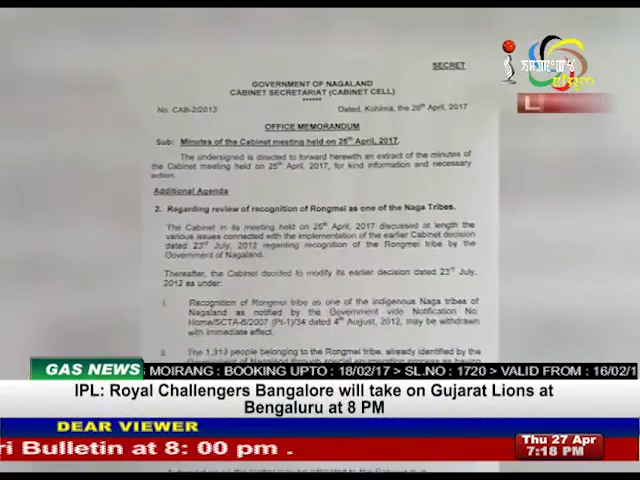 SECRET
GOVERNMENT OF NAGALAND
CABINET SECRETARIAT (CABINET CELL)
******
No. CAB-2/2013
Dated, Kohima, the 26th April, 2017
OFFICE MEMORANDUM
Sub: Minutes of the Cabinet meeting held on 25th April, 2017.
The undersigned is directed to forward herewith an extract of the minutes
of the Cabinet meeting held on 25th April, 2017, for kind information and necessary
action.
Additional Agenda
2. Regarding review of recognition of Rongmei as one of the Naga Tribes.
The Cabinet in its meeting held on 25th April, 2017 discussed at length the
various issues connected with the implementation of the earlier Cabinet decision
dated 23rd July, 2012 regarding recognition of the Rongmei tribe by the
Government of Nagaland.
Thereafter, the Cabinet decided to modify its earlier decision dated 23rd July,
2012 as under:
i. Recognition of Rongmei tribe as one of the indigenous Naga tribes of
Nagaland as notified by the Government vide Notification No.
Home/SCTA-6/2007 (Pt-1)/34 dated 4th August, 2012, may be withdrawn
with immediate effect.
ii. The 1,313 people belonging to the Rongmei tribe, already identified by the
Government of Nagaland through special enumeration process as having
GAS NEWS
MOIRANG : BOOKING UPTO : 18/02/17 > SL.NO : 1720 > VALID FROM : 16/02/1
IPL: Royal Challengers Bangalore will take on Gujarat Lions at
Bengaluru at 8 PM
DEAR VIEWER
ri Bulletin at 8: 00 pm .
Thu 27 Apr
7:18 PM